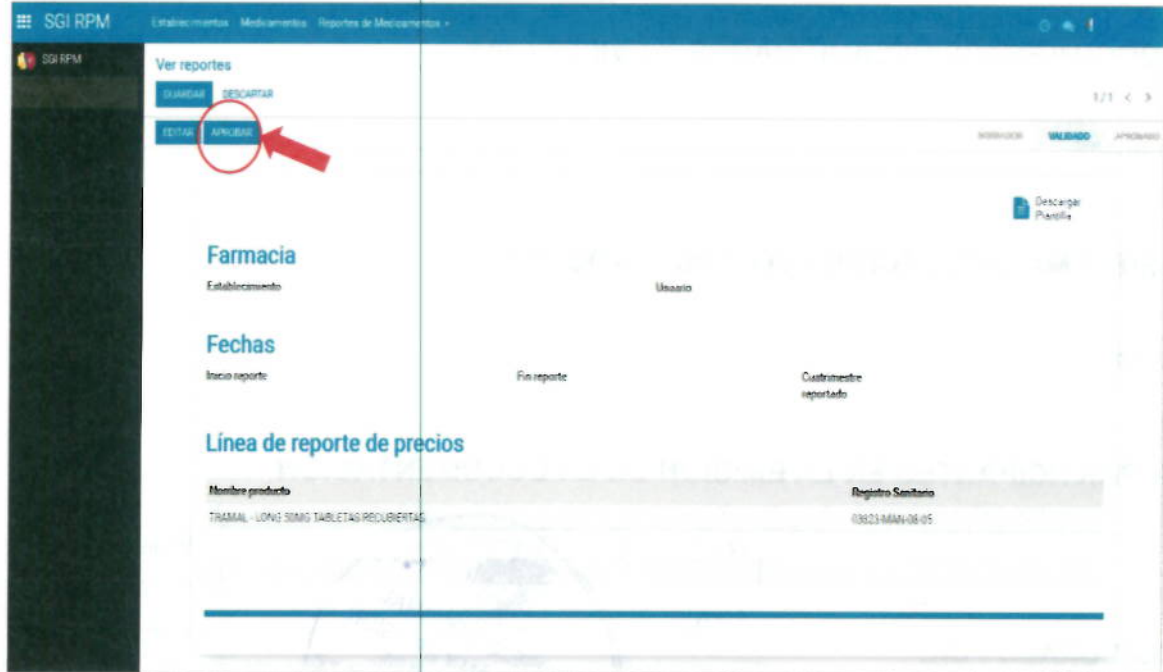 SGI RPM Establecimientos Medicamentos Reportes de Medicamentos
SGI RPM
Ver reportes
GUARDAR DESCARTAR
1 / 1 < >
EDITAR APROBAR
BORRADOR VALIDADO APROBADO
Descargar
Plantilla
Farmacia
Establecimiento Usuario
Fechas
Inicio reporte Fin reporte Cuatrimestre
reportado
Línea de reporte de precios
Nombre producto Registro Sanitario
TRAMAL - LONG 50MG TABLETAS RECUBIERTAS 03823-MAN-08-05